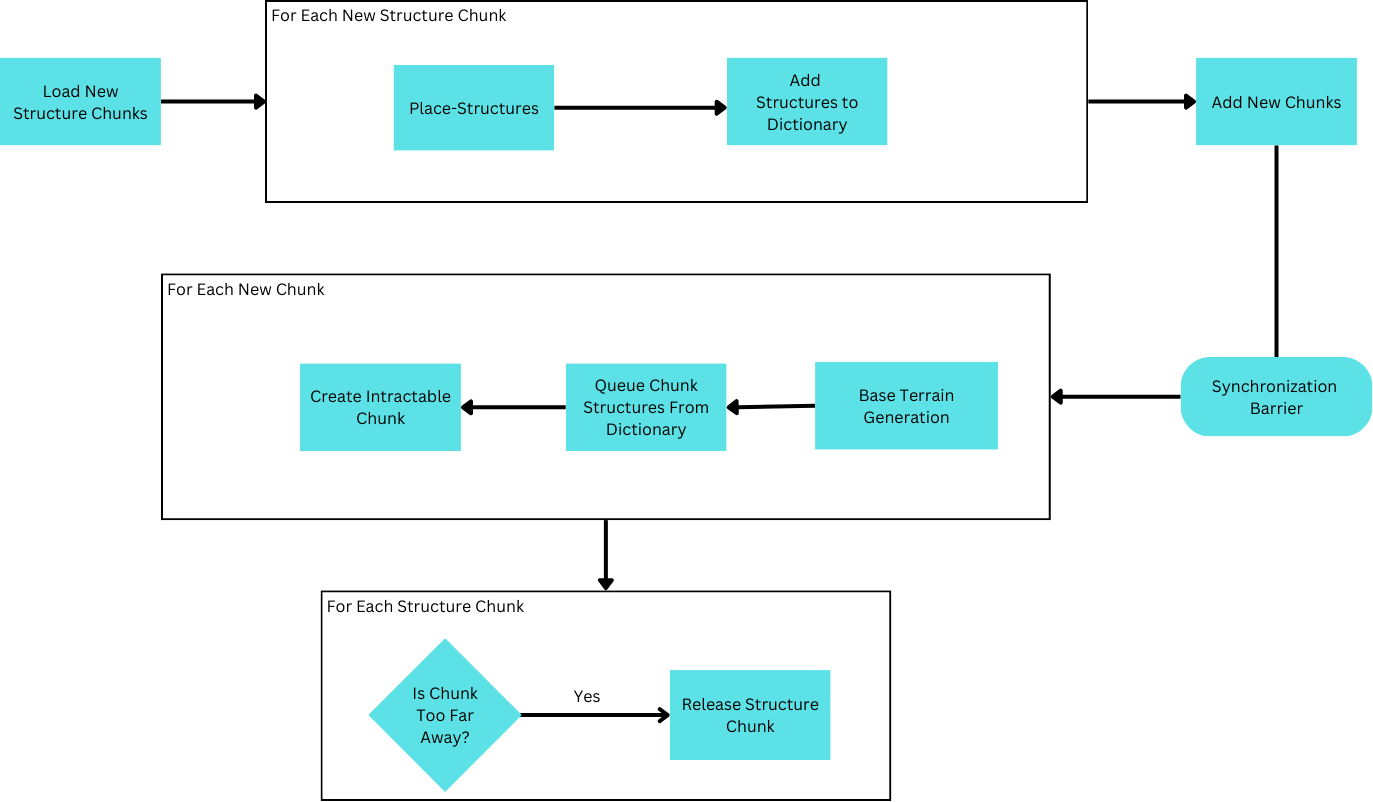 For Each New Structure Chunk
Load New
Structure Chunks
Place-Structures
Add
Structures to
Dictionary
Add New Chunks
For Each New Chunk
Create Intractable
Chunk
Queue Chunk
Structures From
Dictionary
Base Terrain
Generation
Synchronization
Barrier
For Each Structure Chunk
Is Chunk
Too Far
Away?
Yes
Release Structure
Chunk